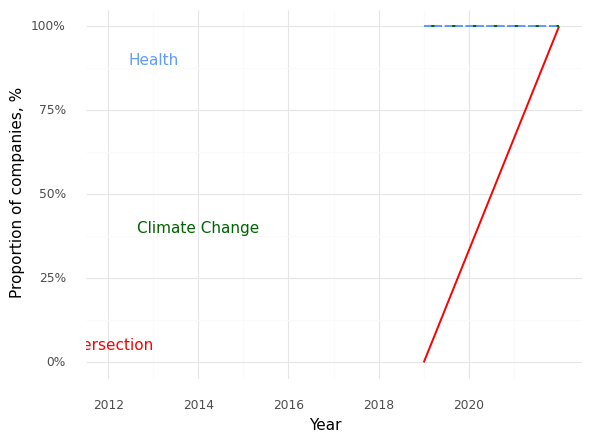 100%
Health
75%
Proportion of companies, %
50%
Climate Change
25%
ersection
0%
2012 2014 2016 2018 2020
Year